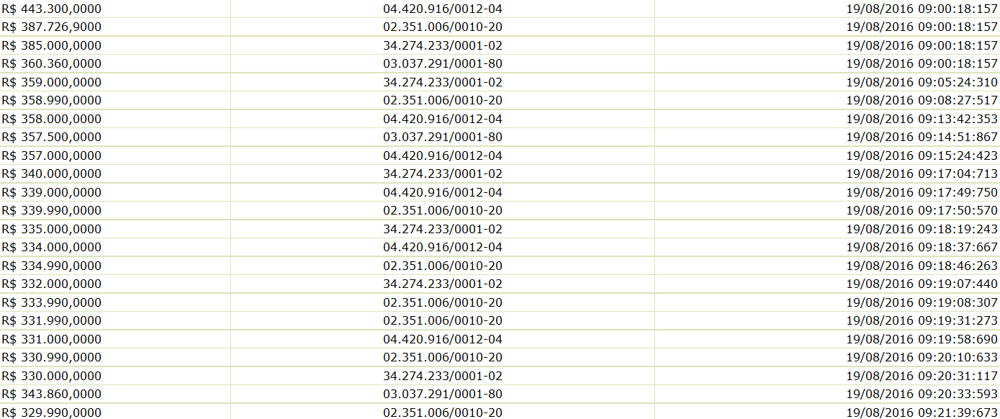 R$ 443.300,0000 04.420.916/0012-04 19/08/2016 09:00:18:157
R$ 387.726,9000 02.351.006/0010-20 19/08/2016 09:00:18:157
R$ 385.000,0000 34.274.233/0001-02 19/08/2016 09:00:18:157
R$ 360.360,0000 03.037.291/0001-80 19/08/2016 09:00:18:157
R$ 359.000,0000 34.274.233/0001-02 19/08/2016 09:05:24:310
R$ 358.990,0000 02.351.006/0010-20 19/08/2016 09:08:27:517
R$ 358.000,0000 04.420.916/0012-04 19/08/2016 09:13:42:353
R$ 357.500,0000 03.037.291/0001-80 19/08/2016 09:14:51:867
R$ 357.000,0000 04.420.916/0012-04 19/08/2016 09:15:24:423
R$ 340.000,0000 34.274.233/0001-02 19/08/2016 09:17:04:713
R$ 339.000,0000 04.420.916/0012-04 19/08/2016 09:17:49:750
R$ 339.990,0000 02.351.006/0010-20 19/08/2016 09:17:50:570
R$ 335.000,0000 34.274.233/0001-02 19/08/2016 09:18:19:243
R$ 334.000,0000 04.420.916/0012-04 19/08/2016 09:18:37:667
R$ 334.990,0000 02.351.006/0010-20 19/08/2016 09:18:46:263
R$ 332.000,0000 34.274.233/0001-02 19/08/2016 09:19:07:440
R$ 333.990,0000 02.351.006/0010-20 19/08/2016 09:19:08:307
R$ 331.990,0000 02.351.006/0010-20 19/08/2016 09:19:31:273
R$ 331.000,0000 04.420.916/0012-04 19/08/2016 09:19:58:690
R$ 330.990,0000 02.351.006/0010-20 19/08/2016 09:20:10:633
R$ 330.000,0000 34.274.233/0001-02 19/08/2016 09:20:31:117
R$ 343.860,0000 03.037.291/0001-80 19/08/2016 09:20:33:593
R$ 329.990,0000 02.351.006/0010-20 19/08/2016 09:21:39:673